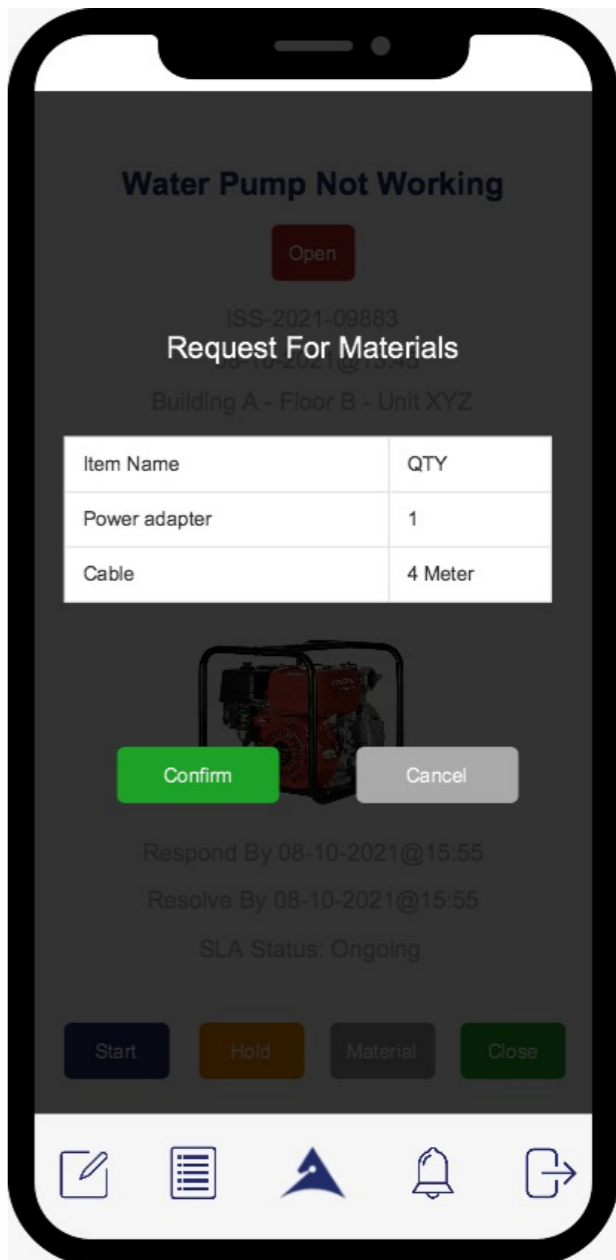 Water Pump Not Working
Open
ISS-2021-09883
Request For Materials
Building A - Floor B - Unit XYZ
Item Name QTY
Power adapter 1
Cable 4 Meter
Confirm Cancel
Respond By 08-10-2021@15:55
Resolve By 08-10-2021@15:55
SLA Status: Ongoing
Start Hold Material Close